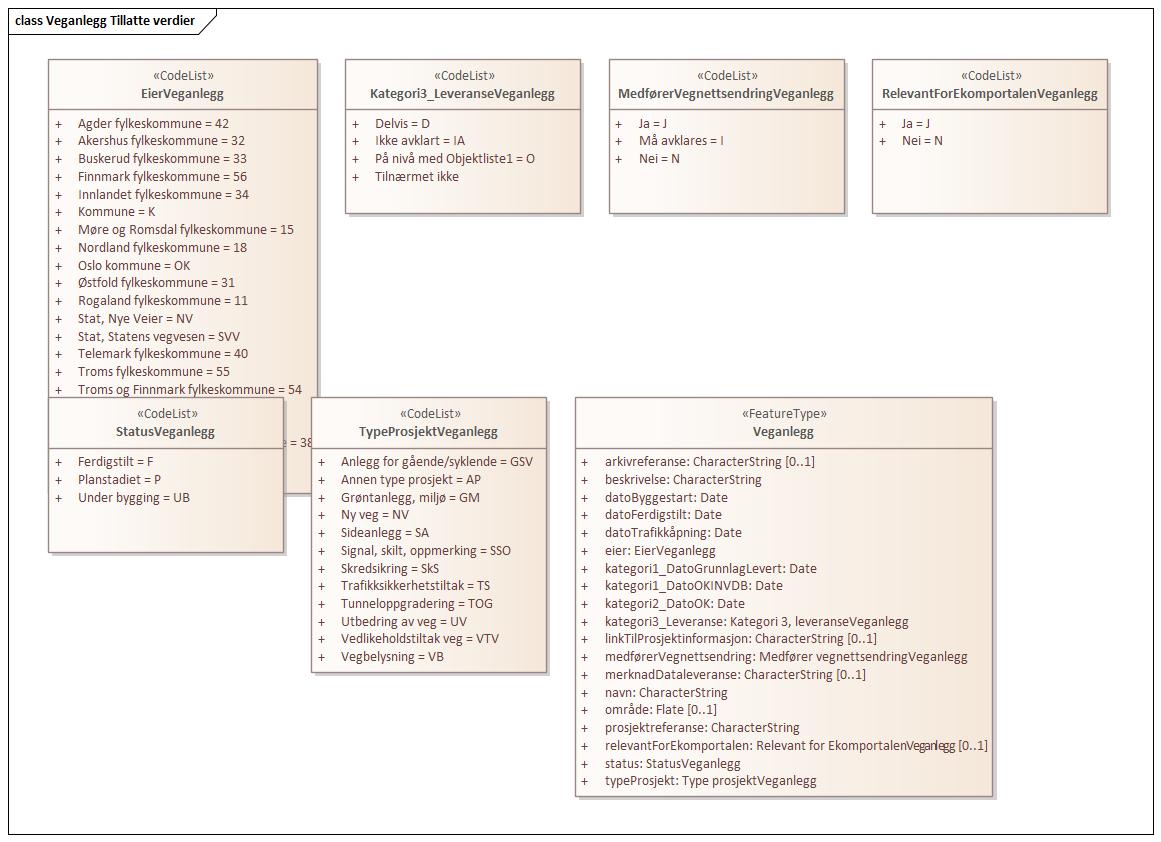 class Veganlegg Tillatte verdier
«CodeList»
EierVeganlegg
+ Agder fylkeskommune = 42
+ Akershus fylkeskommune = 32
+ Buskerud fylkeskommune = 33
+ Finnmark fylkeskommune = 56
+ Innlandet fylkeskommune = 34
+ Kommune = K
+ Møre og Romsdal fylkeskommune = 15
+ Nordland fylkeskommune = 18
+ Oslo kommune = OK
+ Østfold fylkeskommune = 31
+ Rogaland fylkeskommune = 11
+ Stat, Nye Veier = NV
+ Stat, Statens vegvesen = SVV
+ Telemark fylkeskommune = 40
+ Troms fylkeskommune = 55
+ Troms og Finnmark fylkeskommune = 54
= 38
«CodeList»
Kategori3_LeveranseVeganlegg
+ Delvis = D
+ Ikke avklart = IA
+ På nivå med Objektliste1 = O
+ Tilnærmet ikke
«CodeList»
MedførerVegnettsendringVeganlegg
+ Ja = J
+ Må avklares = I
+ Nei = N
«CodeList»
RelevantForEkomportalenVeganlegg
+ Ja = J
+ Nei = N
«CodeList»
StatusVeganlegg
+ Ferdigstilt = F
+ Planstadiet = P
+ Under bygging = UB
«CodeList»
TypeProsjektVeganlegg
+ Anlegg for gående/syklende = GSV
+ Annen type prosjekt = AP
+ Grøntanlegg, miljø = GM
+ Ny veg = NV
+ Sideanlegg = SA
+ Signal, skilt, oppmerking = SSO
+ Skredsikring = SkS
+ Trafikksikkerhetstiltak = TS
+ Tunneloppgradering = TOG
+ Utbedring av veg = UV
+ Vedlikeholdstiltak veg = VTV
+ Vegbelysning = VB
«FeatureType»
Veganlegg
+ arkivreferanse: CharacterString [0..1]
+ beskrivelse: CharacterString
+ datoByggestart: Date
+ datoFerdigstilt: Date
+ datoTrafikkåpning: Date
+ eier: EierVeganlegg
+ kategori1_DatoGrunnlagLevert: Date
+ kategori1_DatoOKINVDB: Date
+ kategori2_DatoOK: Date
+ kategori3_Leveranse: Kategori 3, leveranseVeganlegg
+ linkTilProsjektinformasjon: CharacterString [0..1]
+ medførerVegnettsendring: Medfører vegnettsendringVeganlegg
+ merknadDataleveranse: CharacterString [0..1]
+ navn: CharacterString
+ område: Flate [0..1]
+ prosjektreferanse: CharacterString
+ relevantForEkomportalen: Relevant for EkomportalenVeganlegg [0..1]
+ status: StatusVeganlegg
+ typeProsjekt: Type prosjektVeganlegg